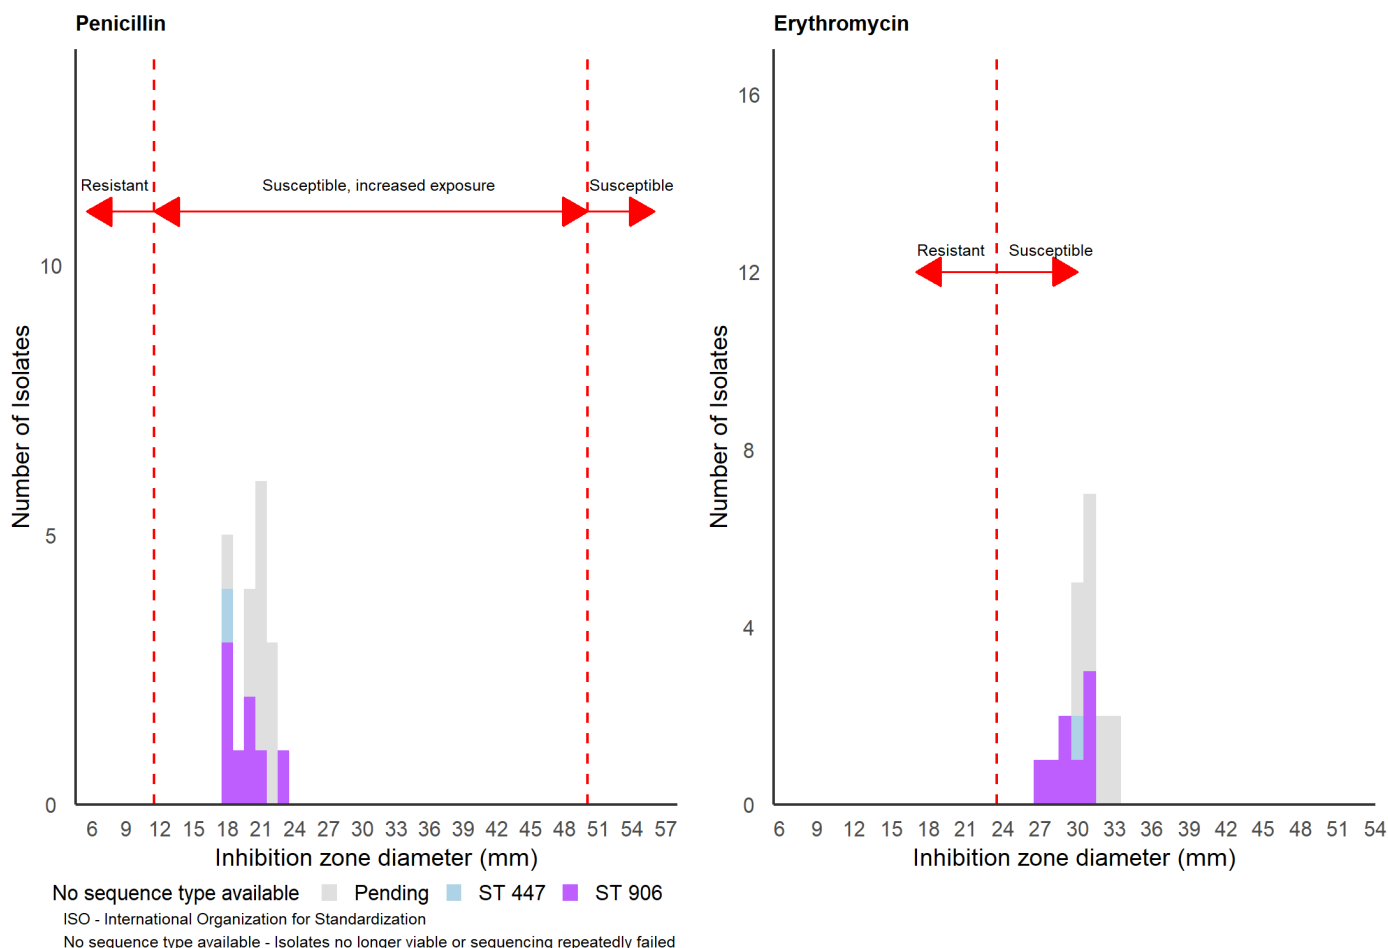 Penicillin
Resistant
Susceptible, increased exposure
Susceptible
10
5
0
Number of Isolates
6 9 12 15 18 21 24 27 30 33 36 39 42 45 48 51 54 57
Inhibition zone diameter (mm)
Erythromycin
Resistant
Susceptible
16
12
8
4
0
Number of Isolates
6 9 12 15 18 21 24 27 30 33 36 39 42 45 48 51 54
Inhibition zone diameter (mm)
No sequence type available Pending ST 447 ST 906
ISO - International Organization for Standardization
No sequence type available - Isolates no longer viable or sequencing repeatedly failed